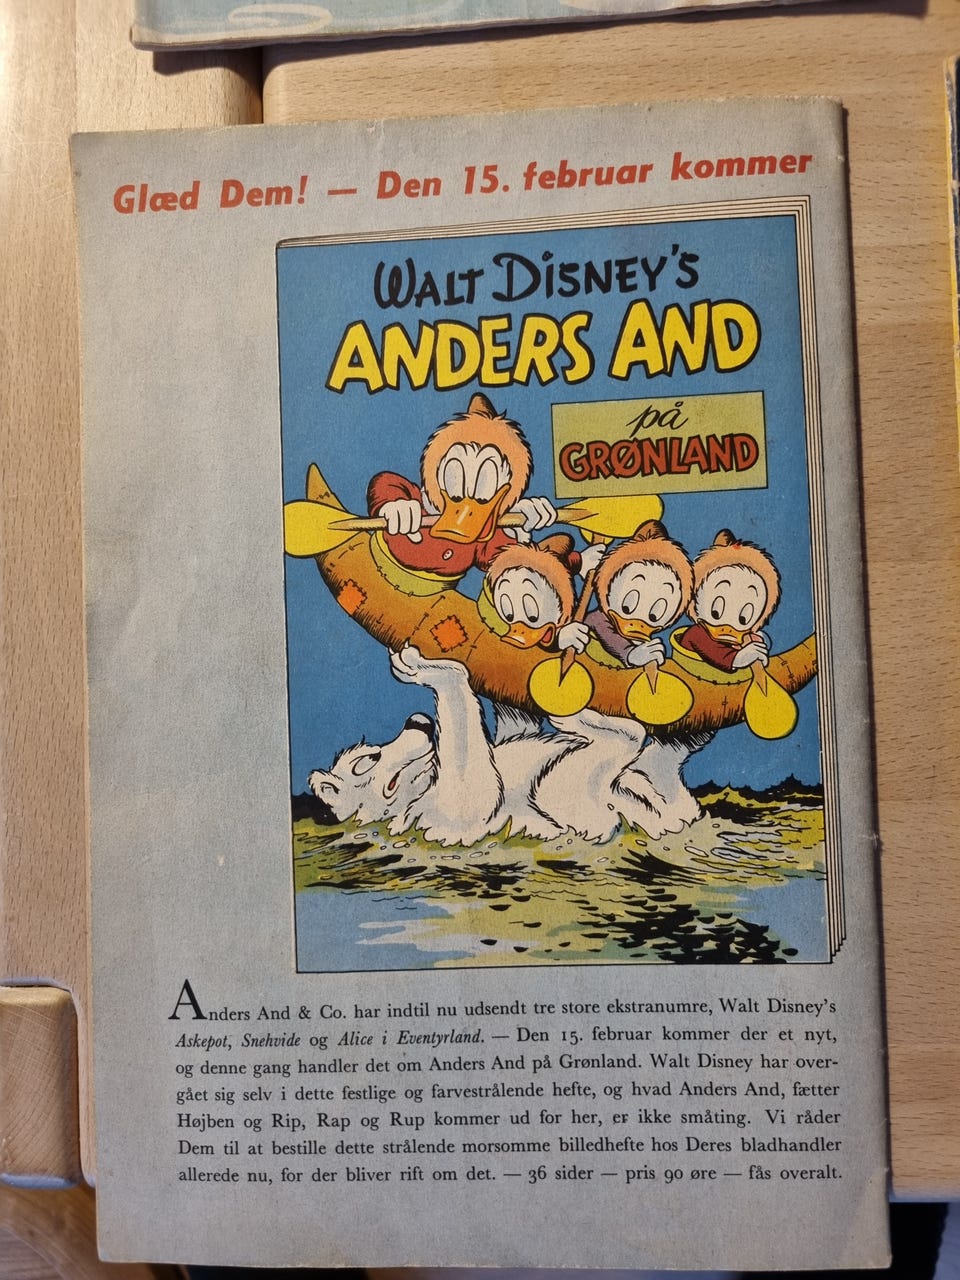 Glæd Dem! — Den 15. februar kommer
WALT DISNEY'S
ANDERS AND
på
GRØNLAND
Anders And & Co. har indtil nu udsendt tre store ekstranumre, Walt Disney's
Askepot, Snehvide og Alice i Eventyrland. — Den 15. februar kommer der et nyt,
og denne gang handler det om Anders And på Grønland. Walt Disney har over-
gået sig selv i dette festlige og farvestrålende hefte, og hvad Anders And, fætter
Højben og Rip, Rap og Rup kommer ud for her, er ikke småting. Vi råder
Dem til at bestille dette strålende morsomme billedhefte hos Deres bladhandler
allerede nu, for der bliver rift om det. — 36 sider — pris 90 øre — fås overalt.